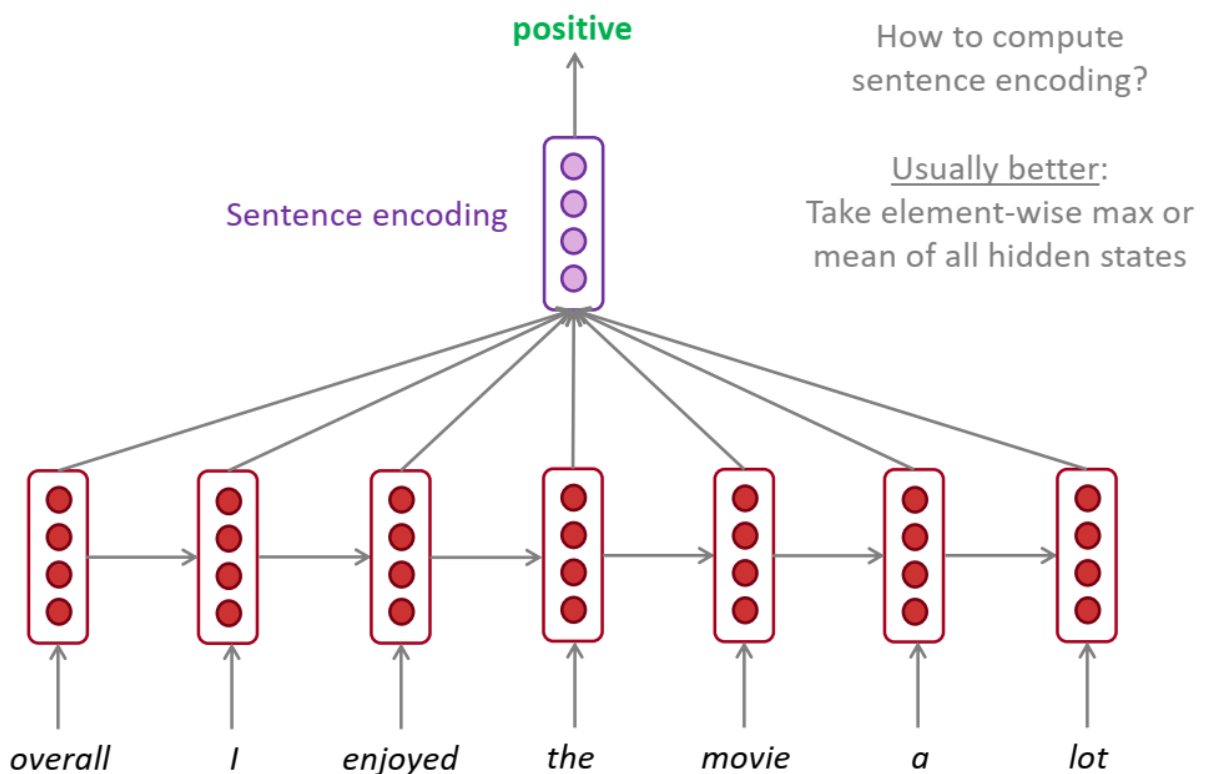 positive
How to compute
sentence encoding?
Usually better:
Take element-wise max or
mean of all hidden states
Sentence encoding
overall I enjoyed the movie a lot